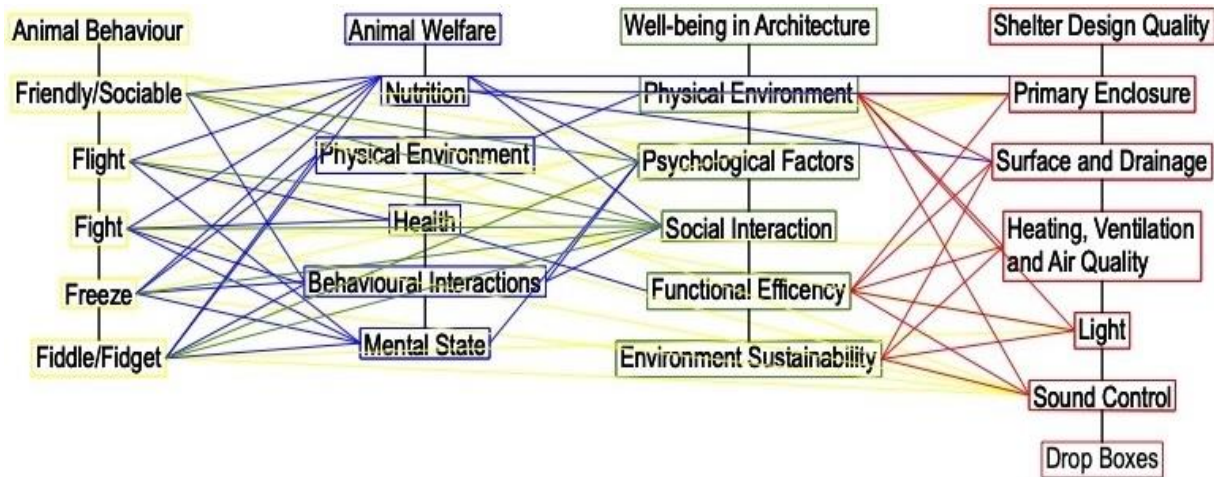 Animal Behaviour
Friendly/Sociable
Flight
Fight
Freeze
Fiddle/Fidget
Animal Welfare
Nutrition
Physical Environment
Health
Behavioural Interactions
Mental State
Well-being in Architecture
Physical Environment
Psychological Factors
Social Interaction
Functional Efficency
Environment Sustainability
Shelter Design Quality
Primary Enclosure
Surface and Drainage
Heating, Ventilation
and Air Quality
Light
Sound Control
Drop Boxes